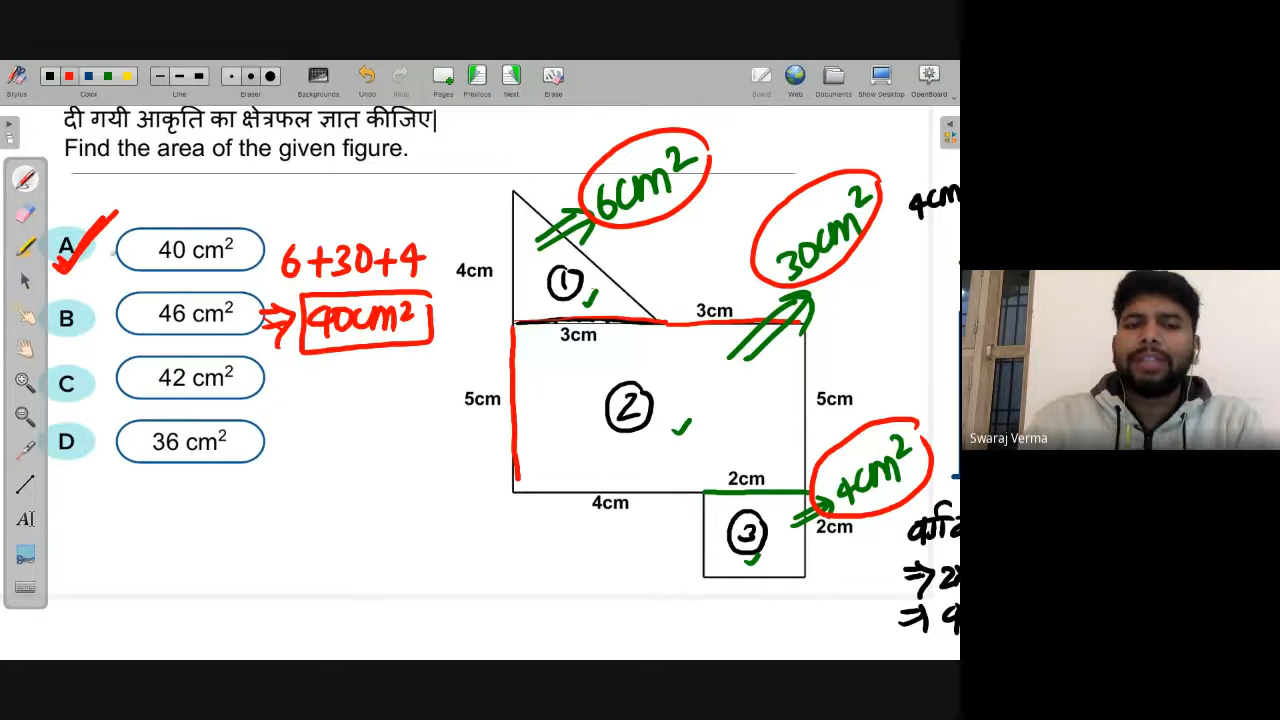 Stylus
Color
Line
Eraser
Backgrounds
Undo
Redo
Pages
Previous
Next
Erase
Board
Web
Documents
Show Desktop
OpenBoard
दी गयी आकृति का क्षेत्रफल ज्ञात कीजिए|
Find the area of the given figure.
A 40 cm²
B 46 cm²
C 42 cm²
D 36 cm²
6+30+4
⇒ 40cm²
6cm²
30cm²
4cm
4cm
1
3cm
3cm
5cm
2
5cm
2cm
4cm²
4cm
3
2cm
Swaraj Verma